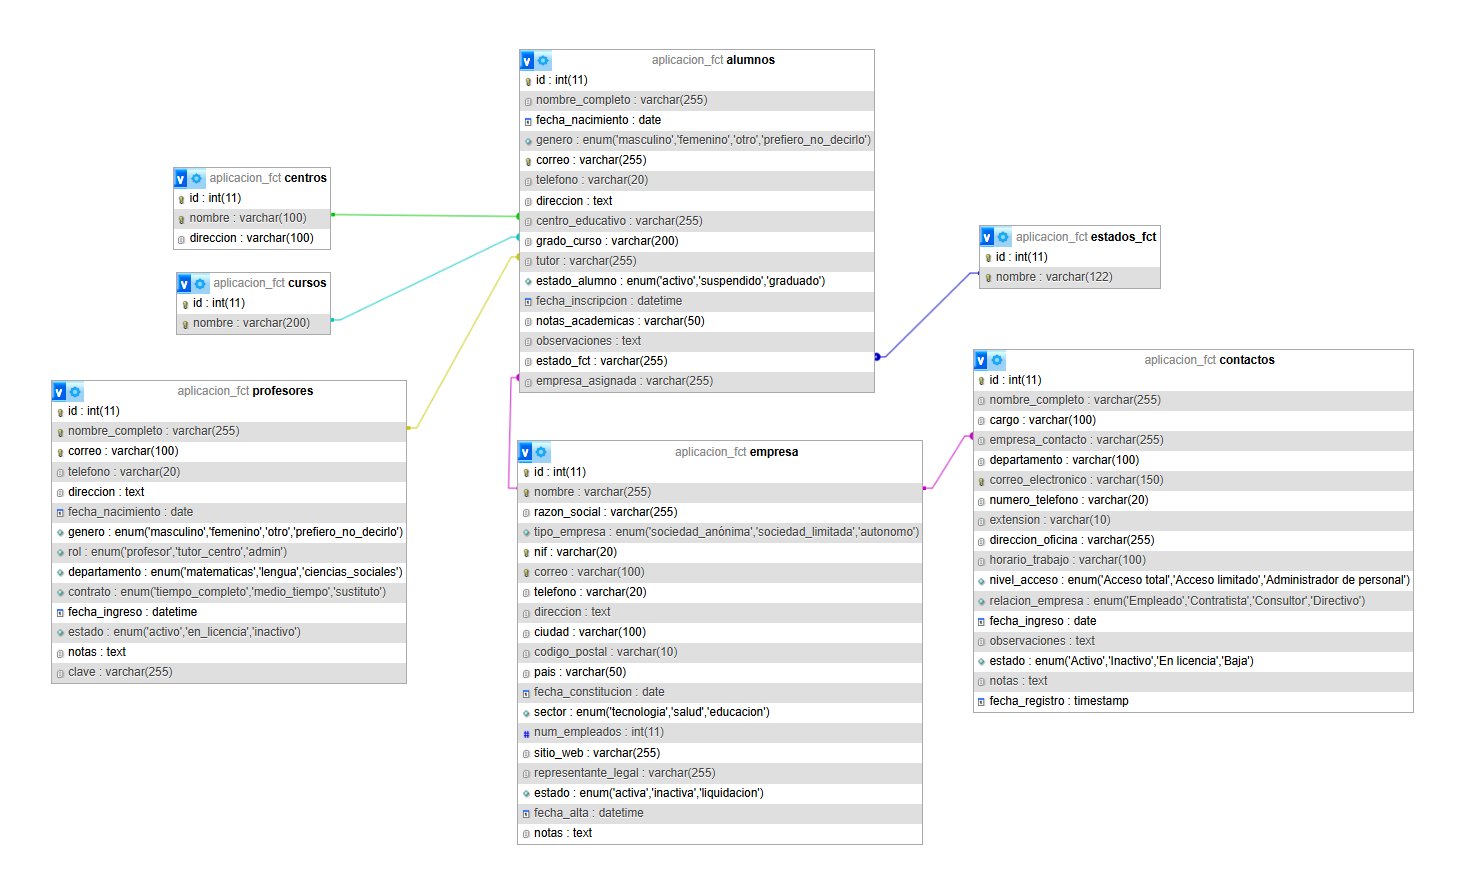 aplicacion_fct alumnos
id : int(11)
nombre_completo : varchar(255)
fecha_nacimiento : date
genero : enum('masculino','femenino','otro','prefiero_no_decirlo')
correo : varchar(255)
telefono : varchar(20)
direccion : text
centro_educativo : varchar(255)
grado_curso : varchar(200)
tutor : varchar(255)
estado_alumno : enum('activo','suspendido','graduado')
fecha_inscripcion : datetime
notas_academicas : varchar(50)
observaciones : text
estado_fct : varchar(255)
empresa_asignada : varchar(255)
aplicacion_fct centros
id : int(11)
nombre : varchar(100)
direccion : varchar(100)
aplicacion_fct cursos
id : int(11)
nombre : varchar(200)
aplicacion_fct estados_fct
id : int(11)
nombre : varchar(122)
aplicacion_fct profesores
id : int(11)
nombre_completo : varchar(255)
correo : varchar(100)
telefono : varchar(20)
direccion : text
fecha_nacimiento : date
genero : enum('masculino','femenino','otro','prefiero_no_decirlo')
rol : enum('profesor','tutor_centro','admin')
departamento : enum('matematicas','lengua','ciencias_sociales')
contrato : enum('tiempo_completo','medio_tiempo','sustituto')
fecha_ingreso : datetime
estado : enum('activo','en_licencia','inactivo')
notas : text
clave : varchar(255)
aplicacion_fct empresa
id : int(11)
nombre : varchar(255)
razon_social : varchar(255)
tipo_empresa : enum('sociedad_anónima','sociedad_limitada','autonomo')
nif : varchar(20)
correo : varchar(100)
telefono : varchar(20)
direccion : text
ciudad : varchar(100)
codigo_postal : varchar(10)
pais : varchar(50)
fecha_constitucion : date
sector : enum('tecnologia','salud','educacion')
num_empleados : int(11)
sitio_web : varchar(255)
representante_legal : varchar(255)
estado : enum('activa','inactiva','liquidacion')
fecha_alta : datetime
notas : text
aplicacion_fct contactos
id : int(11)
nombre_completo : varchar(255)
cargo : varchar(100)
empresa_contacto : varchar(255)
departamento : varchar(100)
correo_electronico : varchar(150)
numero_telefono : varchar(20)
extension : varchar(10)
direccion_oficina : varchar(255)
horario_trabajo : varchar(100)
nivel_acceso : enum('Acceso total','Acceso limitado','Administrador de personal')
relacion_empresa : enum('Empleado','Contratista','Consultor','Directivo')
fecha_ingreso : date
observaciones : text
estado : enum('Activo','Inactivo','En licencia','Baja')
notas : text
fecha_registro : timestamp